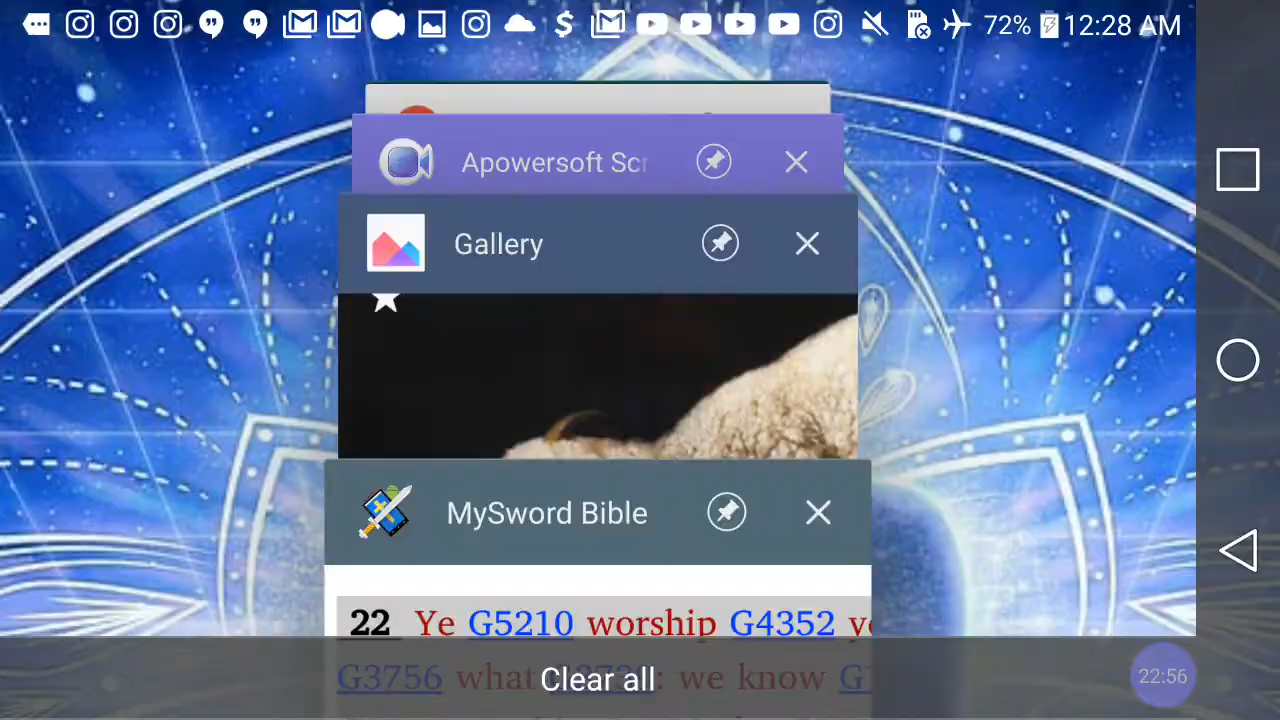 72% 12:28 AM
Apowersoft Scr
Gallery
MySword Bible
22 Ye G5210 worship G4352 ye
G3756 what : we know G
Clear all
22:56